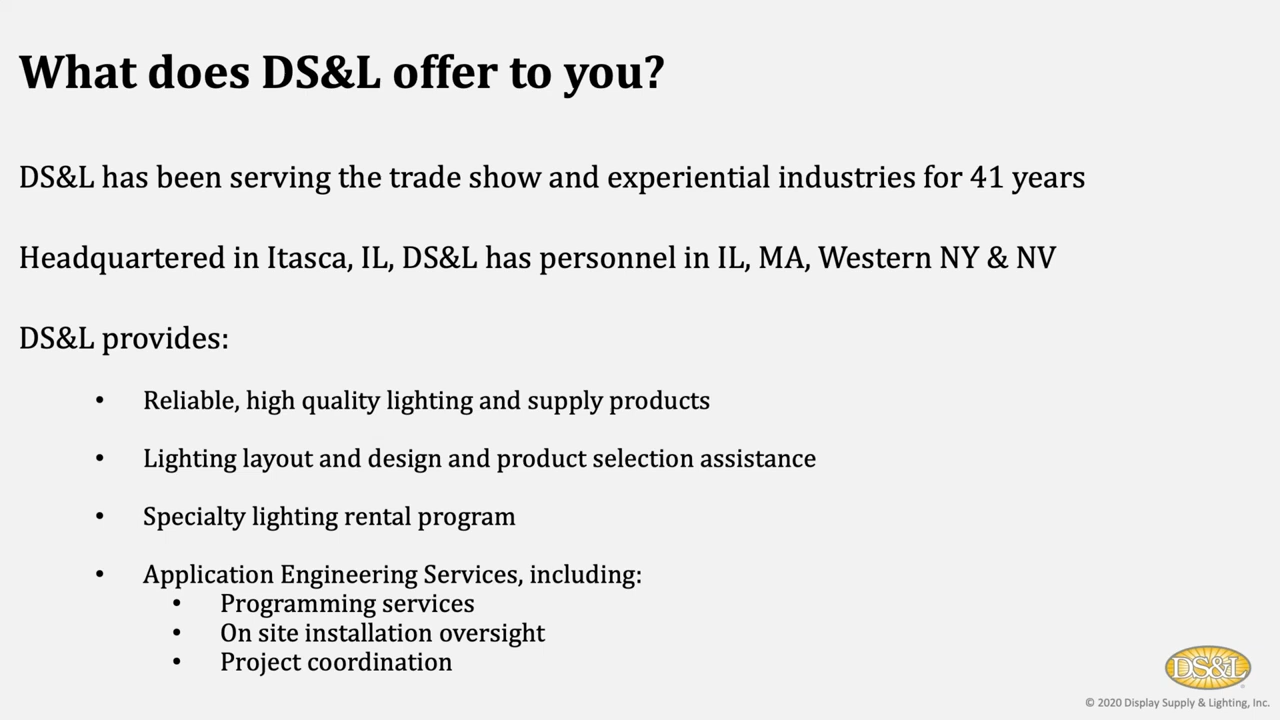 What does DS&L offer to you?
DS&L has been serving the trade show and experiential industries for 41 years
Headquartered in Itasca, IL, DS&L has personnel in IL, MA, Western NY & NV
DS&L provides:
• Reliable, high quality lighting and supply products
• Lighting layout and design and product selection assistance
• Specialty lighting rental program
• Application Engineering Services, including:
• Programming services
• On site installation oversight
• Project coordination
DS&L
© 2020 Display Supply & Lighting, Inc.